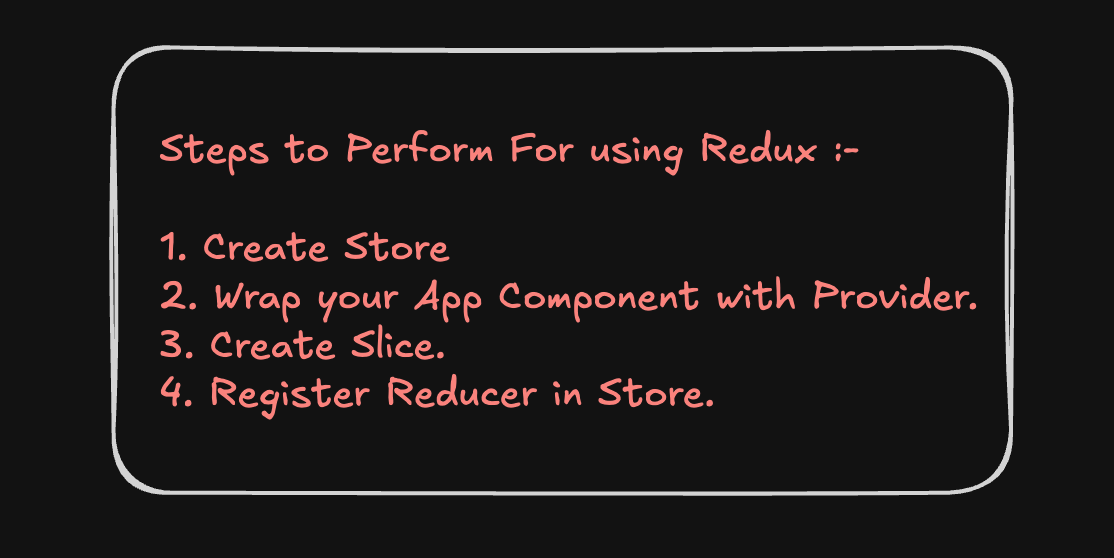 Steps to Perform For using Redux :-
1. Create Store
2. Wrap your App Component with Provider.
3. Create Slice.
4. Register Reducer in Store.